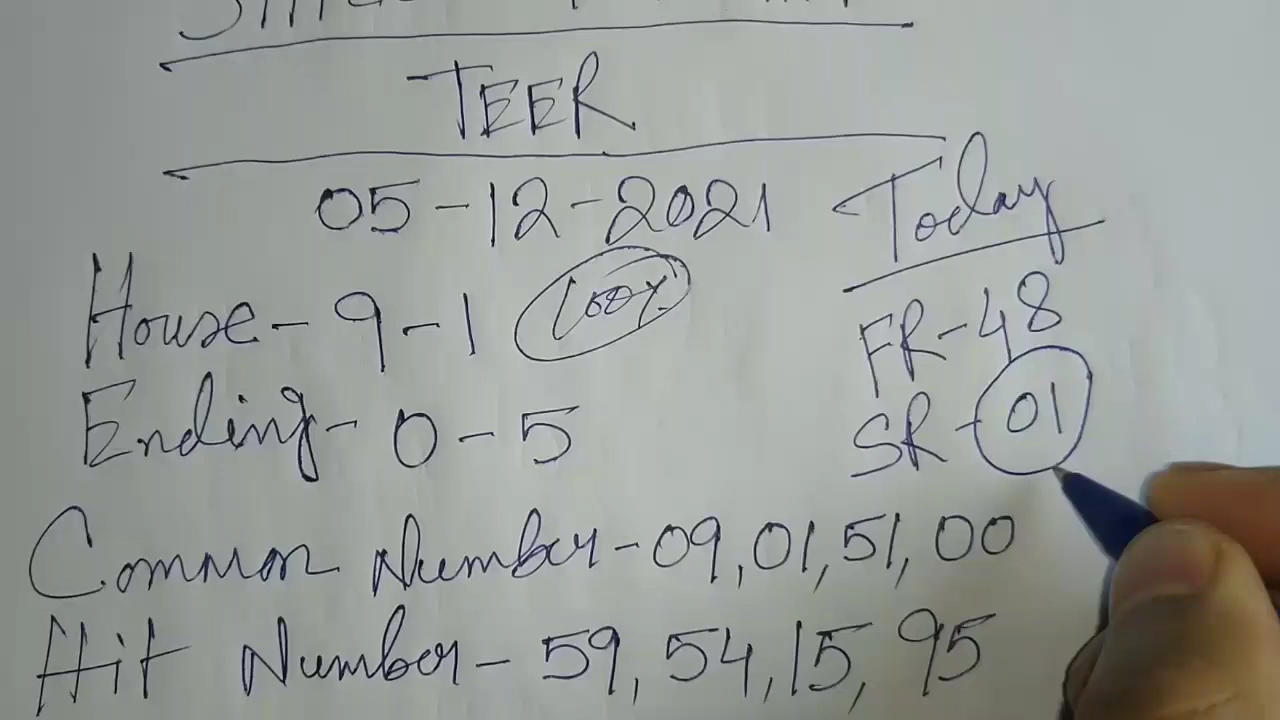 TEER
05-12-2021
Today
House-9-1 100%
FR-48
Ending-0-5
SR-01
Common Number-09,01,51,00
Hit Number-59,54,15,95